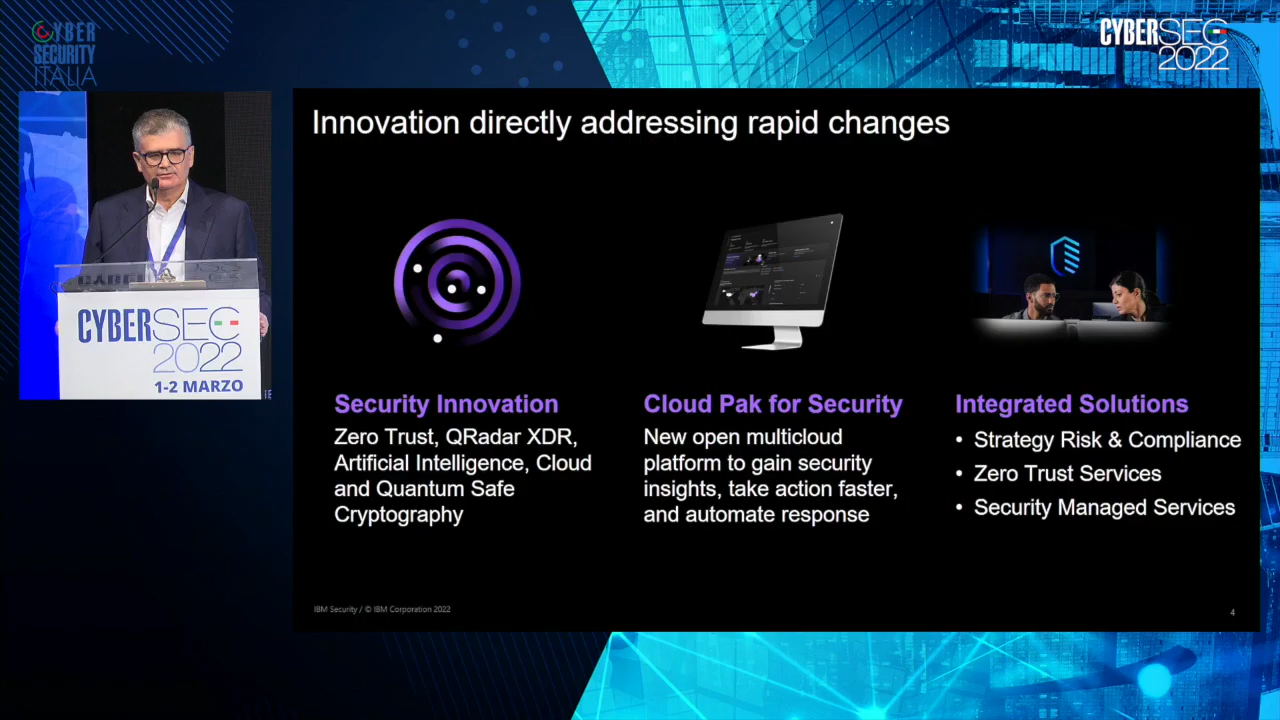 CYBER
SECURITY
ITALIA
CYBERSEC
2022
Innovation directly addressing rapid changes
CYBERSEC
2022
1-2 MARZO
Security Innovation
Zero Trust, QRadar XDR,
Artificial Intelligence, Cloud
and Quantum Safe
Cryptography
Cloud Pak for Security
New open multicloud
platform to gain security
insights, take action faster,
and automate response
Integrated Solutions
• Strategy Risk & Compliance
• Zero Trust Services
• Security Managed Services
IBM Security / © IBM Corporation 2022
4